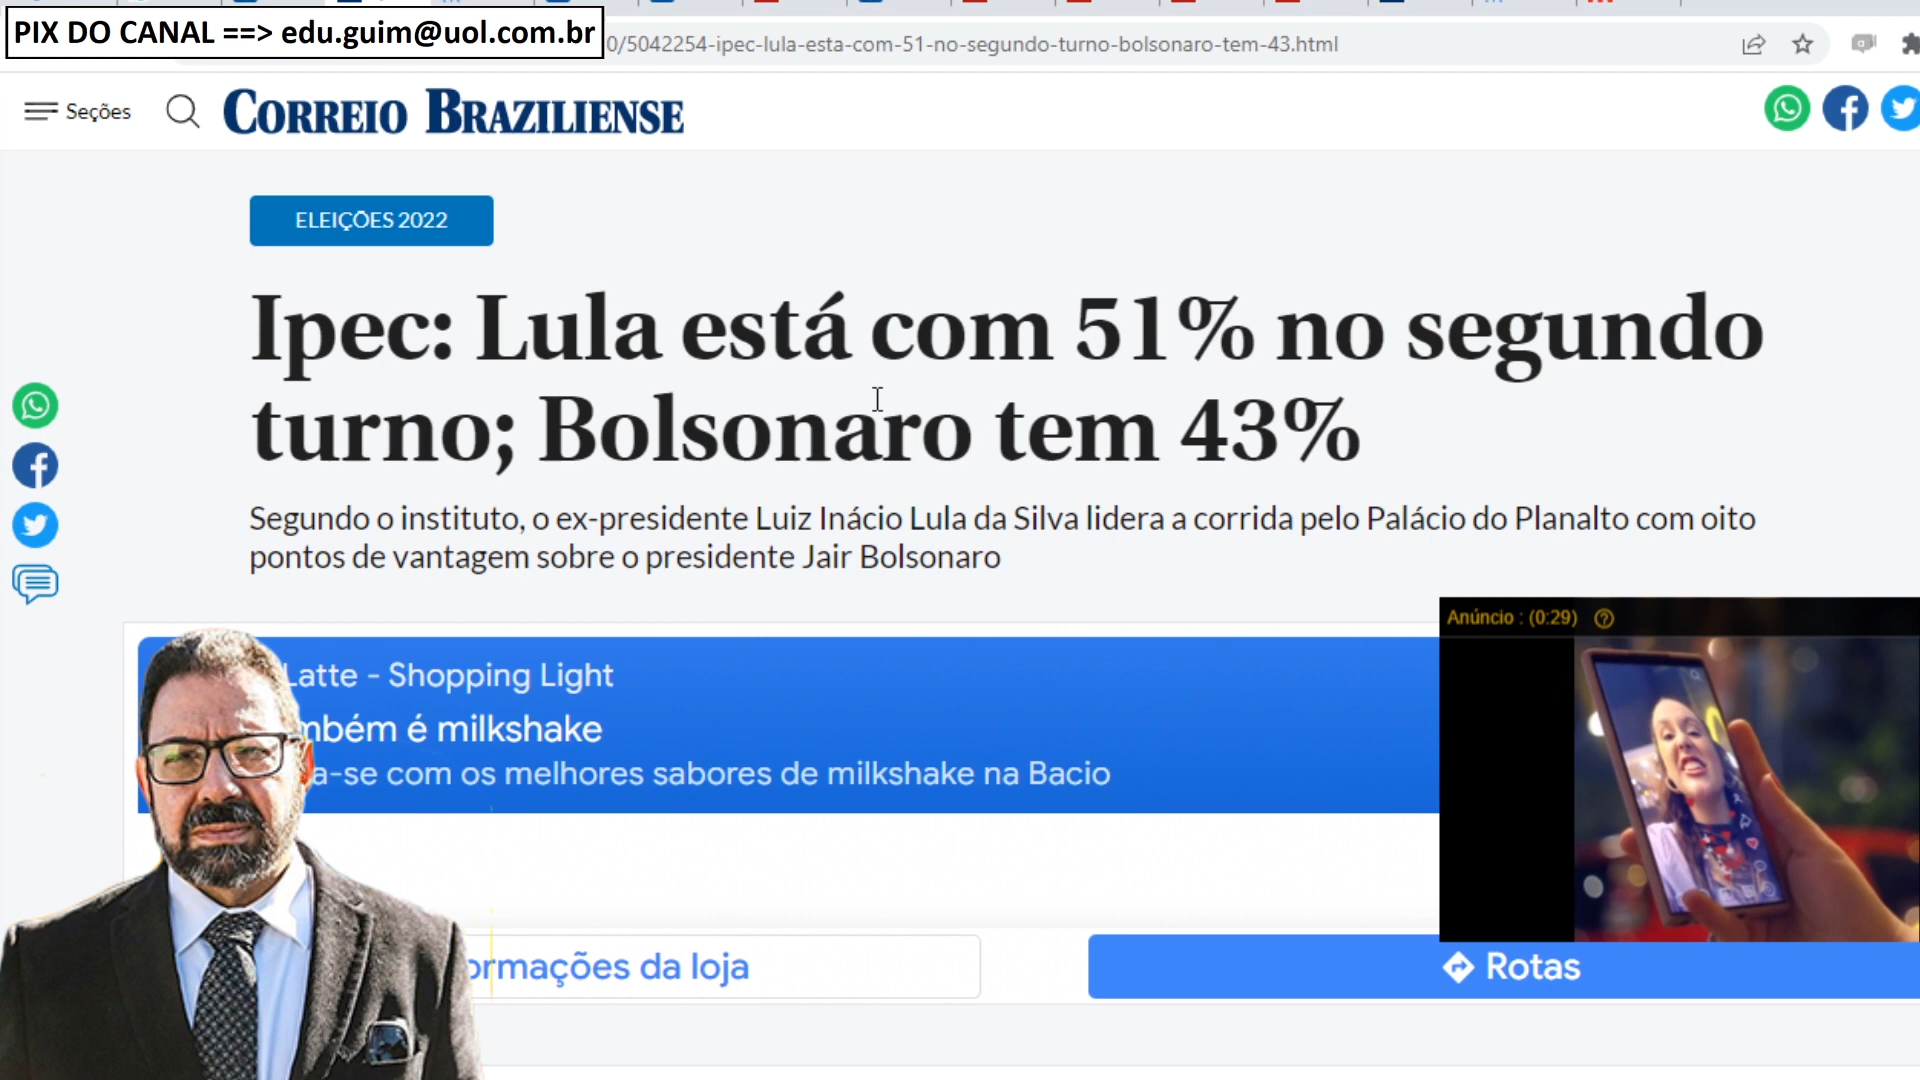 PIX DO CANAL ==> edu.guim@uol.com.br
0/5042254-ipec-lula-esta-com-51-no-segundo-turno-bolsonaro-tem-43.html
Seções
CORREIO BRAZILIENSE
ELEIÇÕES 2022
Ipec: Lula está com 51% no segundo
turno; Bolsonaro tem 43%
Segundo o instituto, o ex-presidente Luiz Inácio Lula da Silva lidera a corrida pelo Palácio do Planalto com oito
pontos de vantagem sobre o presidente Jair Bolsonaro
Anúncio : (0:29)
Latte - Shopping Light
mbém é milkshake
a-se com os melhores sabores de milkshake na Bacio
ormações da loja
Rotas